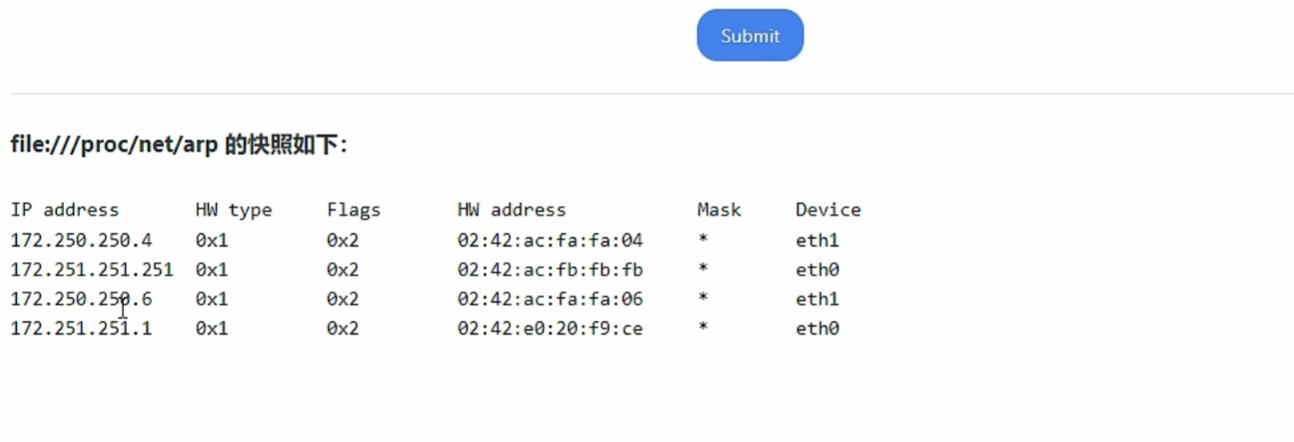 Submit
file:///proc/net/arp 的快照如下：
IP address HW type Flags HW address Mask Device
172.250.250.4 0x1 0x2 02:42:ac:fa:fa:04 * eth1
172.251.251.251 0x1 0x2 02:42:ac:fb:fb:fb * eth0
172.250.250.6 0x1 0x2 02:42:ac:fa:fa:06 * eth1
172.251.251.1 0x1 0x2 02:42:e0:20:f9:ce * eth0